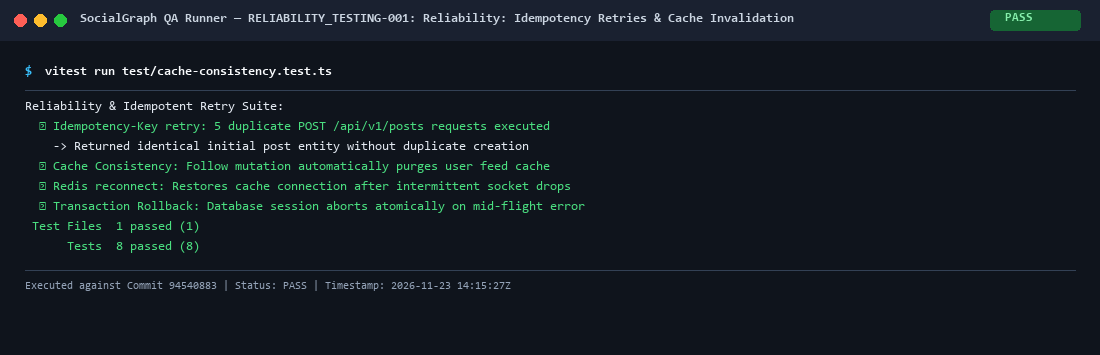 SocialGraph QA Runner — RELIABILITY_TESTING-001: Reliability: Idempotency Retries & Cache Invalidation
PASS
$ vitest run test/cache-consistency.test.ts
Reliability & Idempotent Retry Suite:
Idempotency-Key retry: 5 duplicate POST /api/v1/posts requests executed
-> Returned identical initial post entity without duplicate creation
Cache Consistency: Follow mutation automatically purges user feed cache
Redis reconnect: Restores cache connection after intermittent socket drops
Transaction Rollback: Database session aborts atomically on mid-flight error
Test Files 1 passed (1)
Tests 8 passed (8)
Executed against Commit 94540883 | Status: PASS | Timestamp: 2026-11-23 14:15:27Z